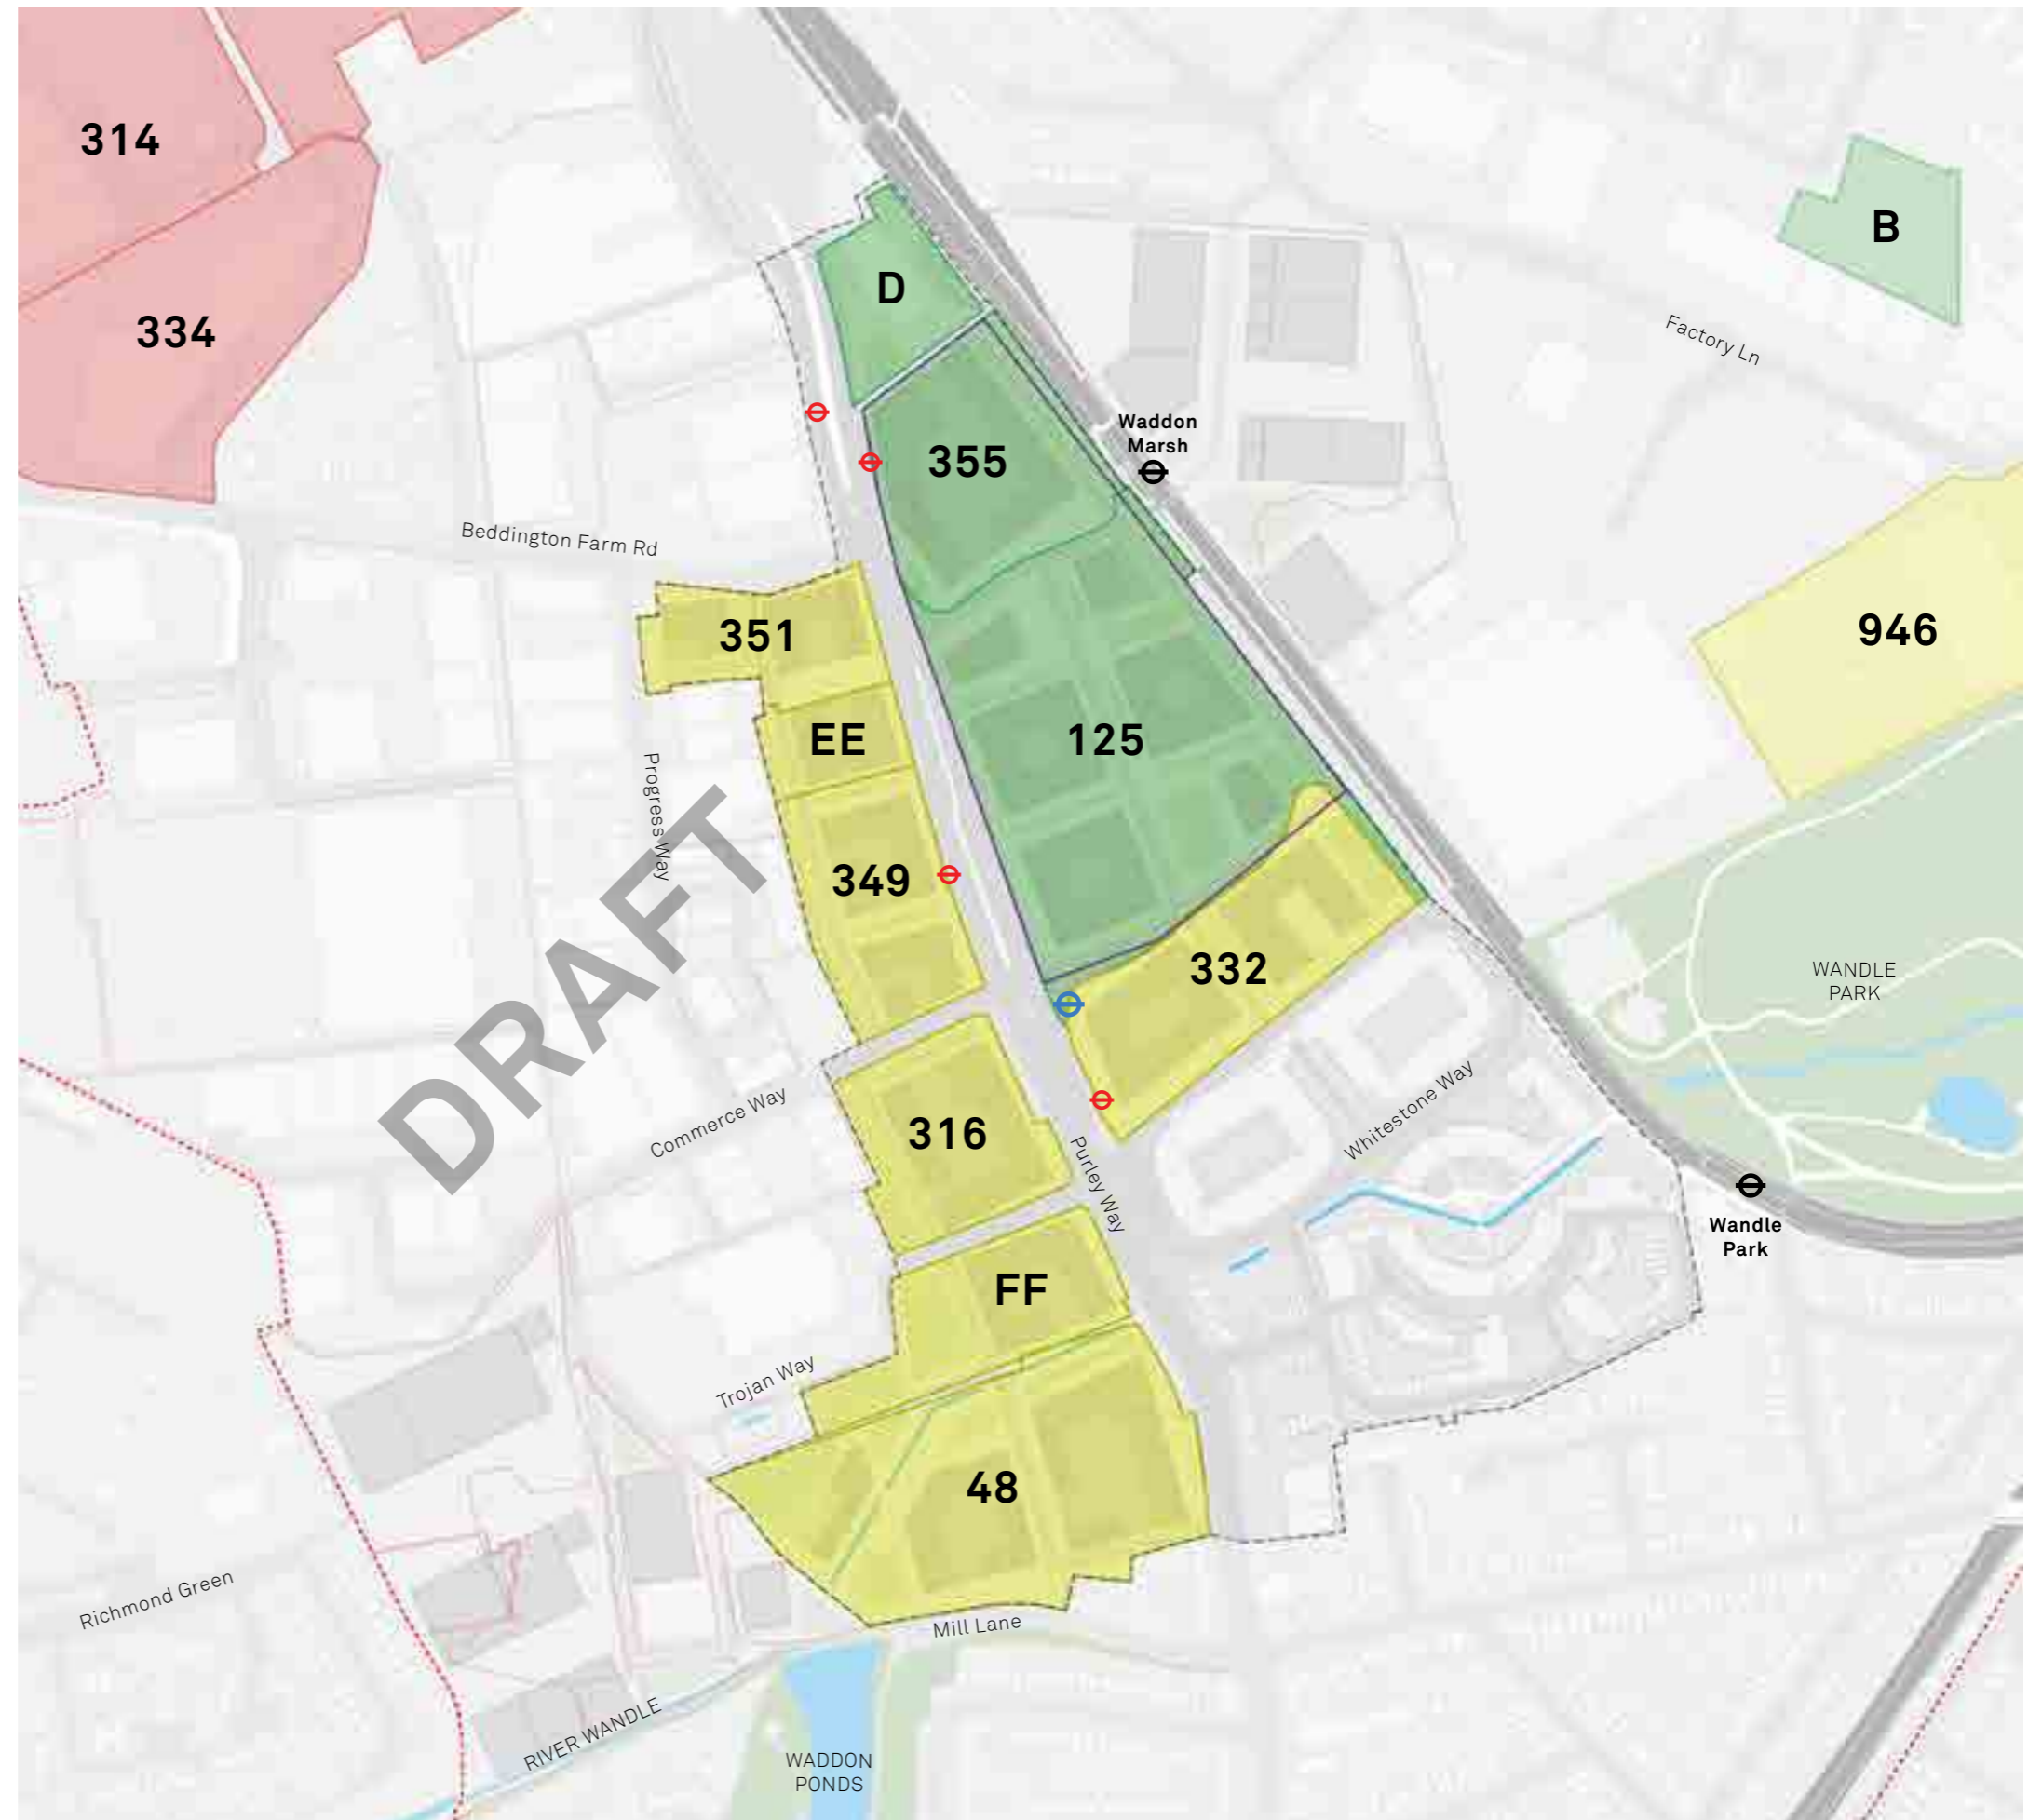 314
B
D
334
Factory Ln
Waddon
Marsh
355
Beddington Farm Rd
351
946
EE
125
Progress Way
349
DRAFT
332
WANDLE
PARK
Commerce Way
316
Whitestone Way
Purley Way
Wandle
Park
FF
Trojan Way
48
Richmond Green
Mill Lane
RIVER WANDLE
WADDON
PONDS